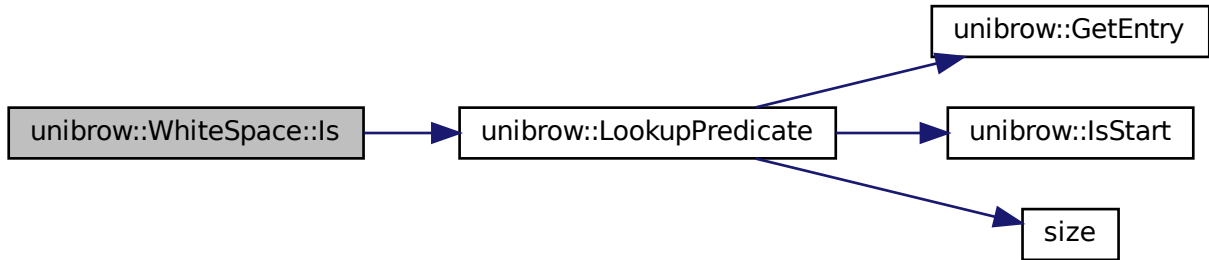 unibrow::GetEntry
unibrow::WhiteSpace::Is
unibrow::LookupPredicate
unibrow::IsStart
size